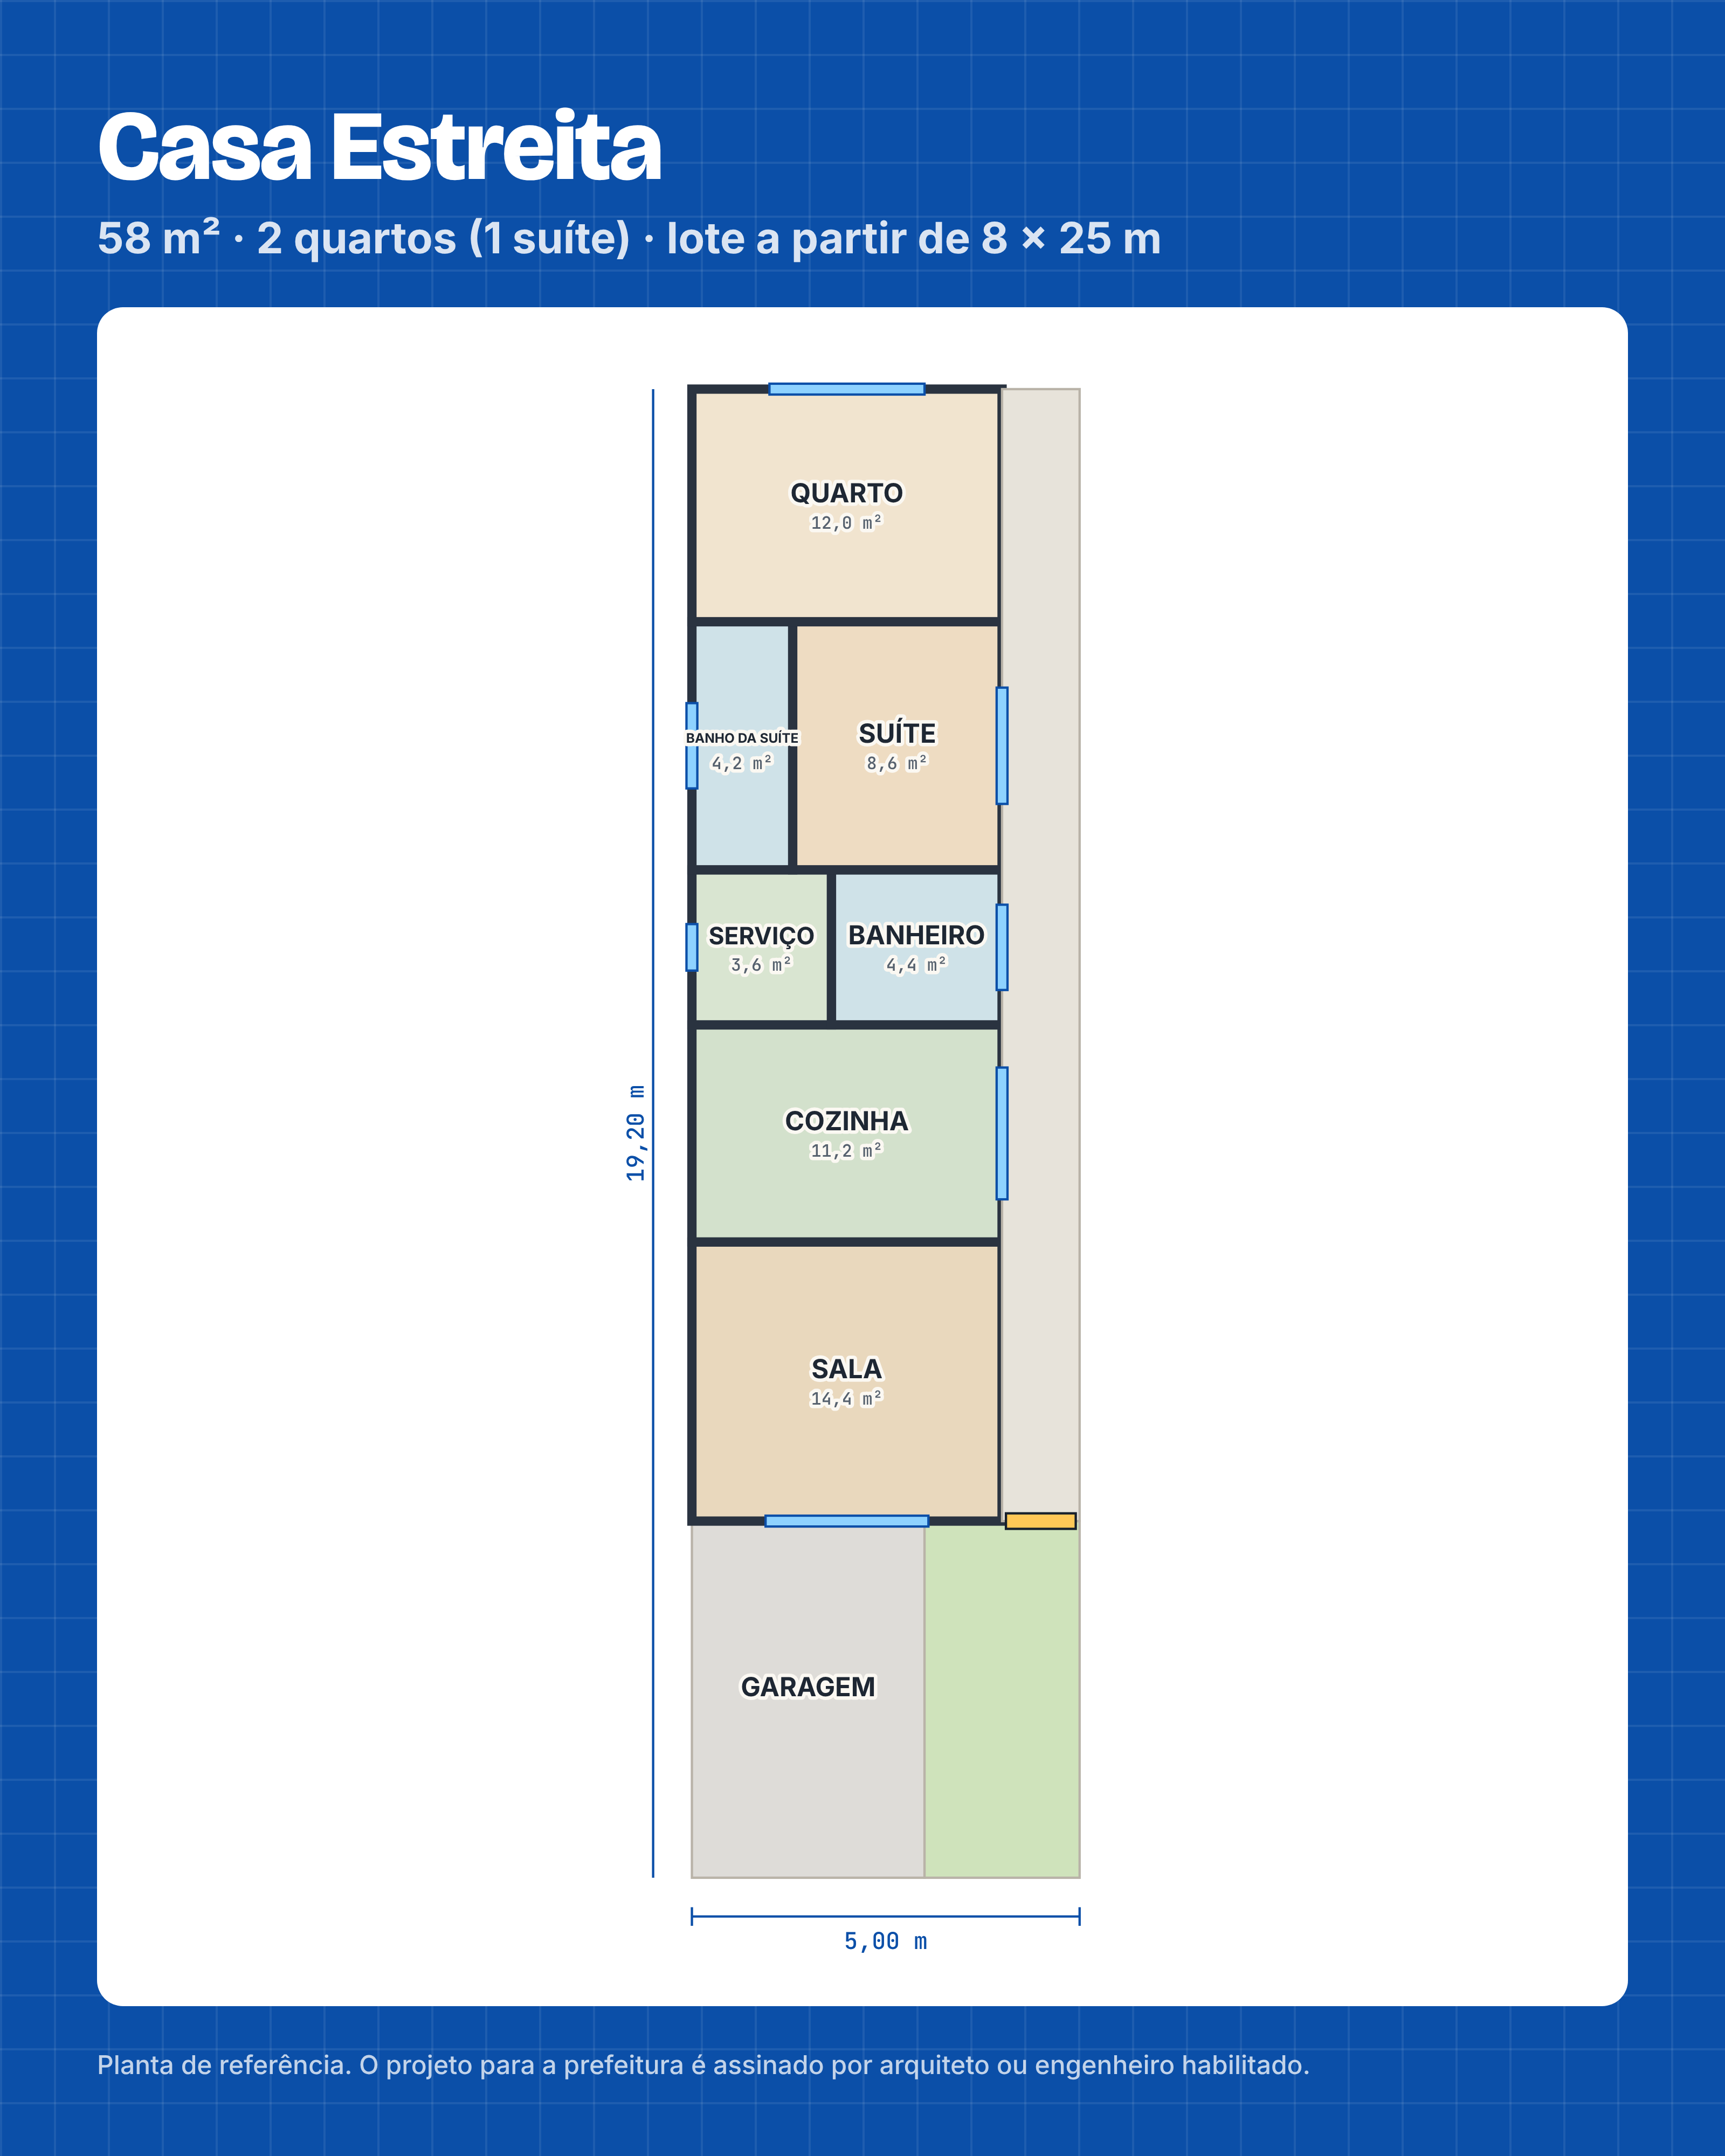 Casa Estreita
58 m² · 2 quartos (1 suíte) · lote a partir de 8 × 25 m
QUARTO
12,0 m²
BANHO DA SUÍTE
4,2 m²
SUÍTE
8,6 m²
SERVIÇO
3,6 m²
BANHEIRO
4,4 m²
COZINHA
11,2 m²
19,20 m
SALA
14,4 m²
GARAGEM
5,00 m
Planta de referência. O projeto para a prefeitura é assinado por arquiteto ou engenheiro habilitado.